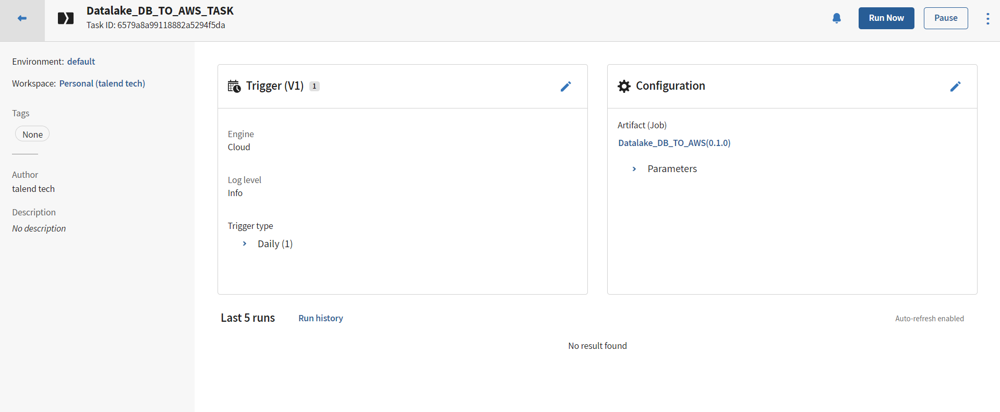 Datalake_DB_TO_AWS_TASK
Task ID: 6579a8a99118882a5294f5da
Run Now
Pause
Environment: default
Workspace: Personal (talend tech)
Tags
None
Author
talend tech
Description
No description
Trigger (V1) 1
Engine
Cloud
Log level
Info
Trigger type
Daily (1)
Configuration
Artifact (Job)
Datalake_DB_TO_AWS(0.1.0)
Parameters
Last 5 runs
Run history
Auto-refresh enabled
No result found